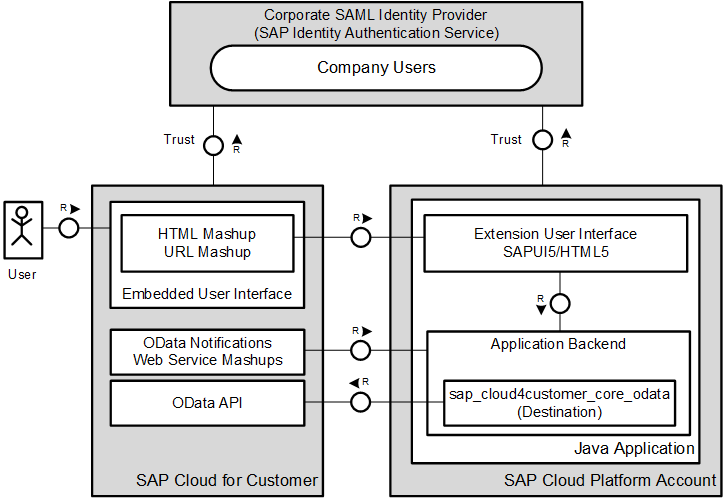 Corporate SAML Identity Provider
(SAP Identity Authentication Service)
Company Users
Trust
R
Trust
R
R
User
HTML Mashup
URL Mashup
Embedded User Interface
R
Extension User Interface
SAPUI5/HTML5
R
OData Notifications
Web Service Mashups
R
Application Backend
OData API
R
sap_cloud4customer_core_odata
(Destination)
Java Application
SAP Cloud for Customer
SAP Cloud Platform Account